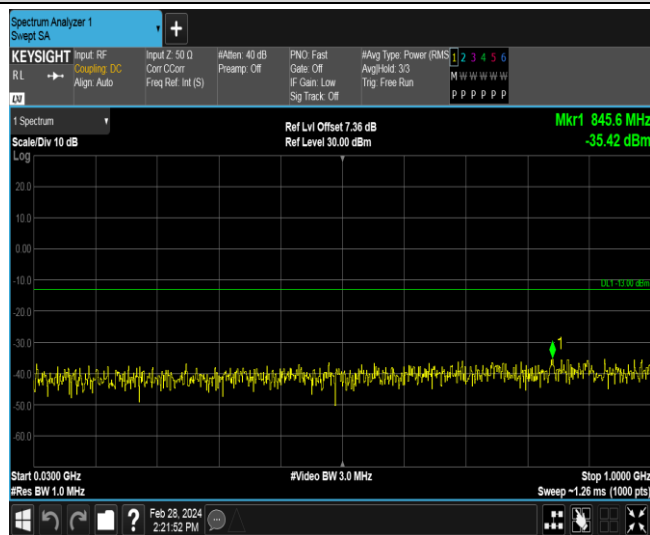 Spectrum Analyzer 1
Swept SA
+
KEYSIGHT
RL
LXI
Input: RF
Coupling: DC
Align: Auto
Input Z: 50 Ω
Corr CCorr
Freq Ref: Int (S)
#Atten: 40 dB
Preamp: Off
PNO: Fast
Gate: Off
IF Gain: Low
Sig Track: Off
#Avg Type: Power (RMS
Avg|Hold: 3/3
Trig: Free Run
1 2 3 4 5 6
M W W W W W
P P P P P P
1 Spectrum
Scale/Div 10 dB
Log
Ref Lvl Offset 7.36 dB
Ref Level 30.00 dBm
Mkr1 845.6 MHz
-35.42 dBm
20.0
10.0
0.00
-10.0
DL1 -13.00 dBm
-20.0
-30.0
1
-40.0
-50.0
-60.0
Start 0.0300 GHz
#Res BW 1.0 MHz
#Video BW 3.0 MHz
Stop 1.0000 GHz
Sweep ~1.26 ms (1000 pts)
?
Feb 28, 2024
2:21:52 PM